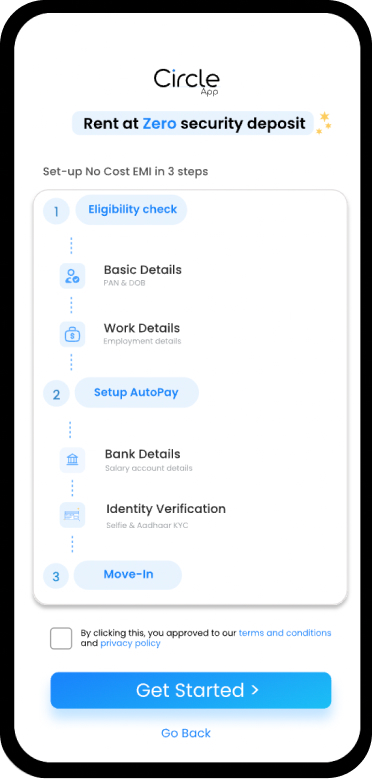 Circle
App
Rent at Zero security deposit
Set-up No Cost EMI in 3 steps
1 Eligibility check
Basic Details
PAN & DOB
Work Details
Employment details
2 Setup AutoPay
Bank Details
Salary account details
Identity Verification
Selfie & Aadhaar KYC
3 Move-In
By clicking this, you approved to our terms and conditions
and privacy policy
Get Started >
Go Back